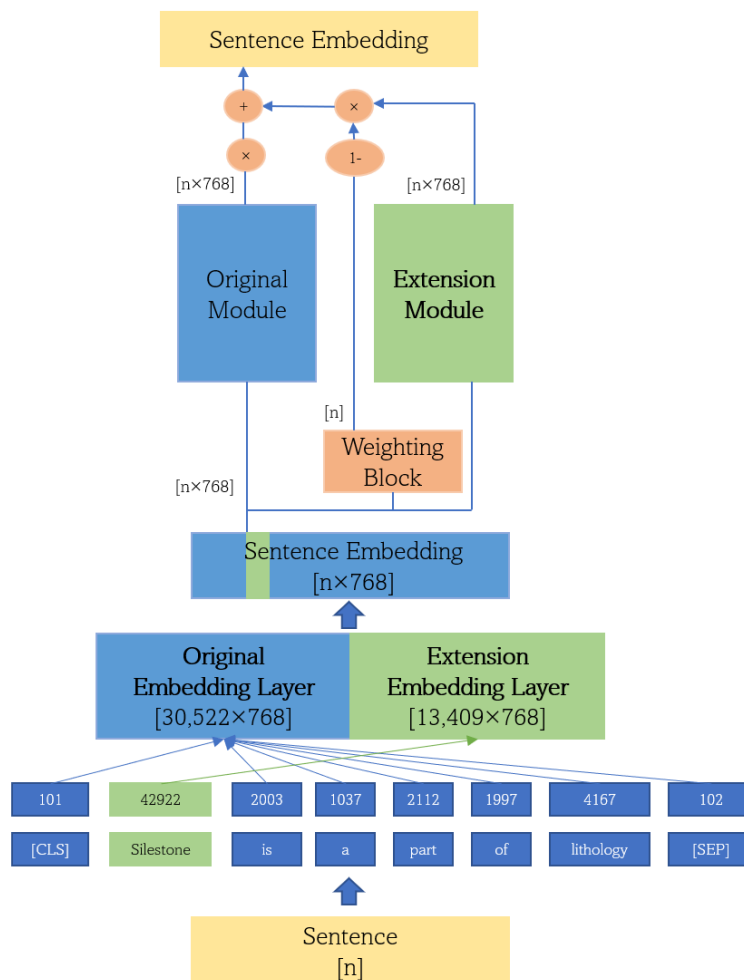 Sentence Embedding
+
×
×
1-
[n×768]
[n×768]
Original
Module
Extension
Module
[n]
Weighting
Block
[n×768]
Sentence Embedding
[n×768]
Original
Embedding Layer
[30,522×768]
Extension
Embedding Layer
[13,409×768]
101 42922 2003 1037 2112 1997 4167 102
[CLS] Silestone is a part of lithology [SEP]
Sentence
[n]